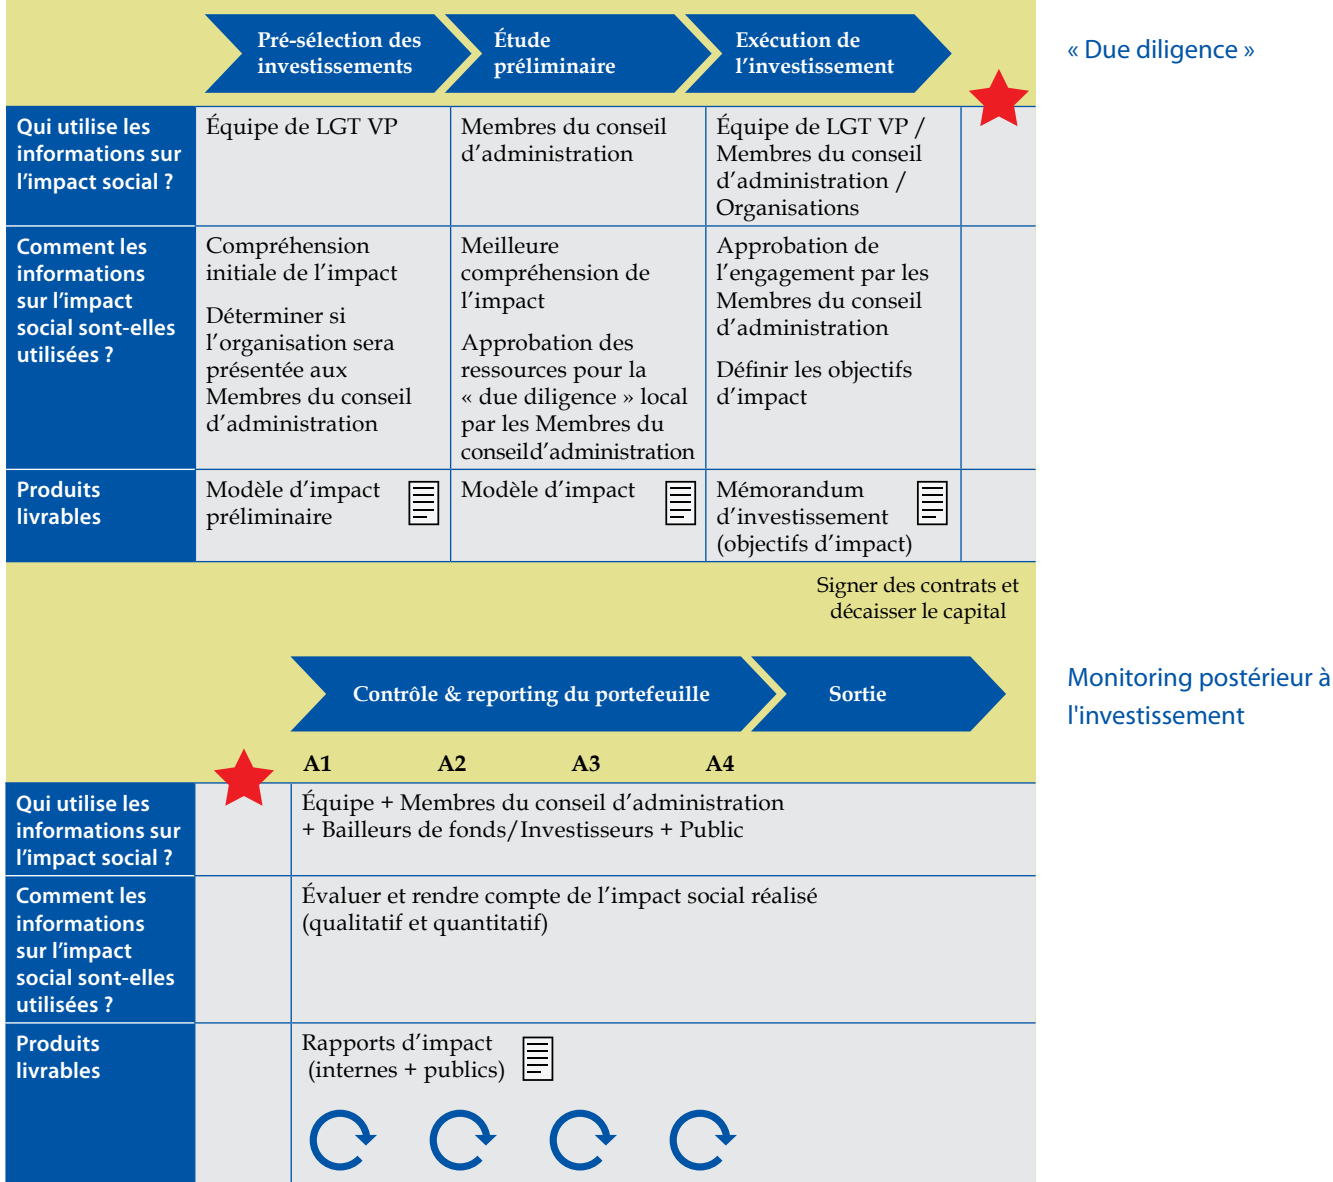 Pré-sélection des
investissements
Étude
préliminaire
Exécution de
l’investissement
« Due diligence »
Qui utilise les
informations sur
l’impact social ?
Équipe de LGT VP
Membres du conseil
d’administration
Équipe de LGT VP /
Membres du conseil
d’administration /
Organisations
Comment les
informations
sur l’impact
social sont-elles
utilisées ?
Compréhension
initiale de l’impact
Déterminer si
l’organisation sera
présentée aux
Membres du conseil
d’administration
Meilleure
compréhension de
l’impact
Approbation des
ressources pour la
« due diligence » local
par les Membres du
conseild’administration
Approbation de
l’engagement par les
Membres du conseil
d’administration
Définir les objectifs
d’impact
Produits
livrables
Modèle d’impact
préliminaire
Modèle d’impact
Mémorandum
d’investissement
(objectifs d’impact)
Signer des contrats et
décaisser le capital
Contrôle & reporting du portefeuille
Sortie
Monitoring postérieur à
l'investissement
A1 A2 A3 A4
Qui utilise les
informations sur
l’impact social ?
Équipe + Membres du conseil d’administration
+ Bailleurs de fonds/Investisseurs + Public
Comment les
informations
sur l’impact
social sont-elles
utilisées ?
Évaluer et rendre compte de l’impact social réalisé
(qualitatif et quantitatif)
Produits
livrables
Rapports d’impact
(internes + publics)